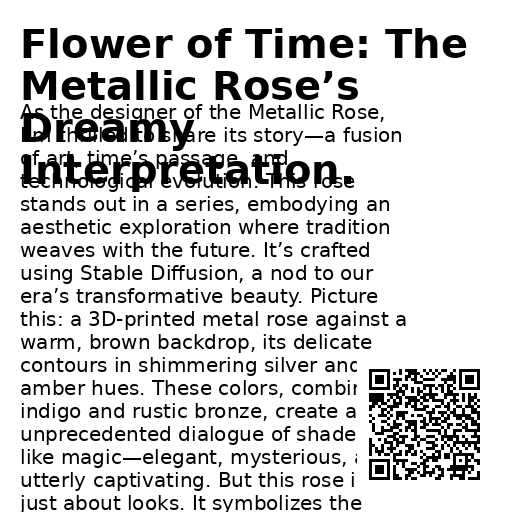 Flower of Time: The
Metallic Rose’s
Dreamy
Interpretation.
As the designer of the Metallic Rose,
I’m thrilled to share its story—a fusion
of art, time’s passage, and
technological evolution. This rose
stands out in a series, embodying an
aesthetic exploration where tradition
weaves with the future. It’s crafted
using Stable Diffusion, a nod to our
era’s transformative beauty. Picture
this: a 3D-printed metal rose against a
warm, brown backdrop, its delicate
contours in shimmering silver and
amber hues. These colors, combin
indigo and rustic bronze, create a
unprecedented dialogue of shade
like magic—elegant, mysterious,
utterly captivating. But this rose i
just about looks. It symbolizes the